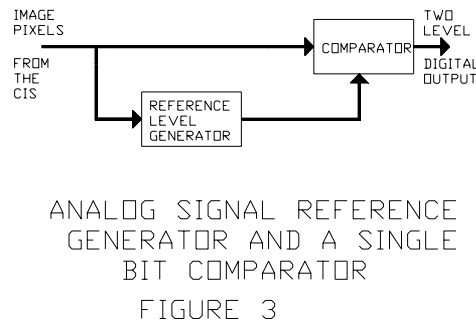 IMAGE
PIXELS
FROM
THE
CIS
COMPARATOR
TWO
LEVEL
DIGITAL
OUTPUT
REFERENCE
LEVEL
GENERATOR
ANALOG SIGNAL REFERENCE
GENERATOR AND A SINGLE
BIT COMPARATOR
FIGURE 3